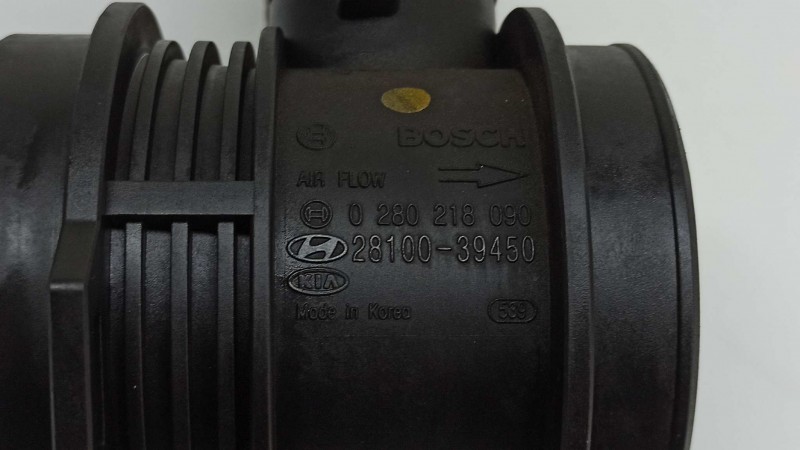 BOSCH
AIR FLOW
0 280 218 090
28100-39450
KIA
Made in Korea 539